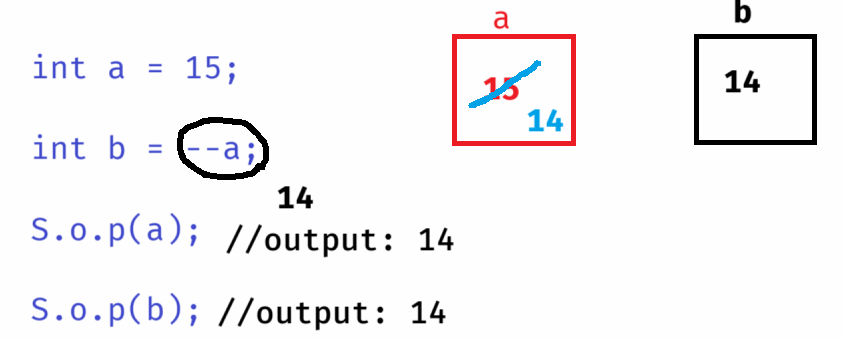 a
b
int a = 15;
15
14
14
int b = --a;
14
S.o.p(a); //output: 14
S.o.p(b); //output: 14